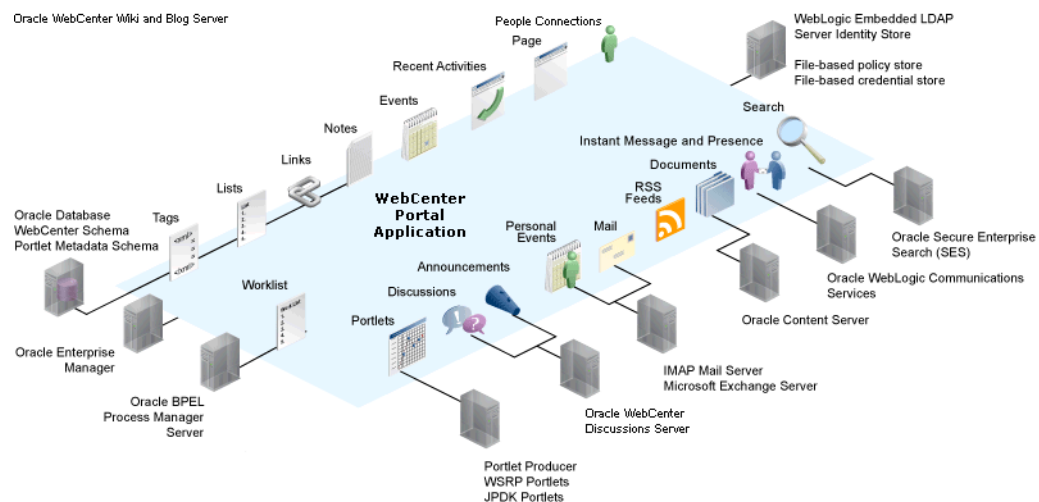 Oracle WebCenter Wiki and Blog Server
People Connections
Page
Recent Activities
Events
Notes
Links
Lists
Tags
WebLogic Embedded LDAP
Server Identity Store
File-based policy store
File-based credential store
Search
Instant Message and Presence
Documents
RSS
Feeds
WebCenter
Portal
Application
Personal
Events
Mail
Announcements
Discussions
Portlets
Worklist
Oracle Database
WebCenter Schema
Portlet Metadata Schema
Oracle Enterprise
Manager
Oracle BPEL
Process Manager
Server
Portlet Producer
WSRP Portlets
JPDK Portlets
Oracle WebCenter
Discussions Server
IMAP Mail Server
Microsoft Exchange Server
Oracle Content Server
Oracle WebLogic Communications
Services
Oracle Secure Enterprise
Search (SES)